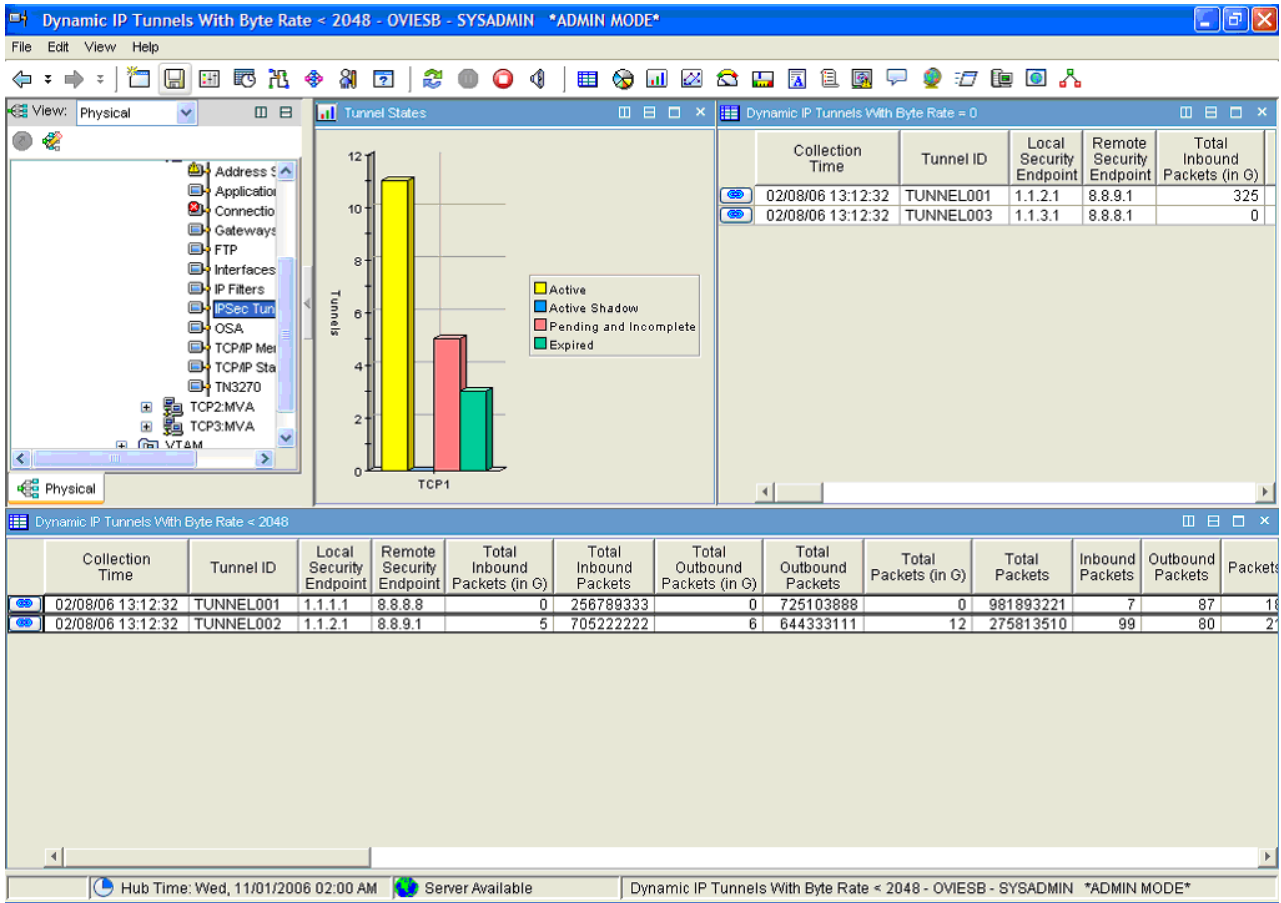 Dynamic IP Tunnels With Byte Rate < 2048 - OVIESB - SYSADMIN *ADMIN MODE*
File Edit View Help
View: Physical
Address S
Application
Connectio
Gateways
FTP
Interfaces
IP Filters
IPSec Tun
OSA
TCP/IP Mer
TCP/IP Sta
TN3270
TCP2:MVA
TCP3:MVA
VTAM
Physical
Tunnel States
12
10
8
6
4
2
0
Tunnels
TCP1
Active
Active Shadow
Pending and Incomplete
Expired
Dynamic IP Tunnels With Byte Rate = 0
Collection Time Tunnel ID Local Security Endpoint Remote Security Endpoint Total Inbound Packets (in G)
02/08/06 13:12:32 TUNNEL001 1.1.2.1 8.8.9.1 325
02/08/06 13:12:32 TUNNEL003 1.1.3.1 8.8.8.1 0
Dynamic IP Tunnels With Byte Rate < 2048
Collection Time Tunnel ID Local Security Endpoint Remote Security Endpoint Total Inbound Packets (in G) Total Inbound Packets Total Outbound Packets (in G) Total Outbound Packets Total Packets (in G) Total Packets Inbound Packets Outbound Packets Packets
02/08/06 13:12:32 TUNNEL001 1.1.1.1 8.8.8.8 0 256789333 0 725103888 0 981893221 7 87 18
02/08/06 13:12:32 TUNNEL002 1.1.2.1 8.8.9.1 5 705222222 6 644333111 12 275813510 99 80 21
Hub Time: Wed, 11/01/2006 02:00 AM Server Available Dynamic IP Tunnels With Byte Rate < 2048 - OVIESB - SYSADMIN *ADMIN MODE*